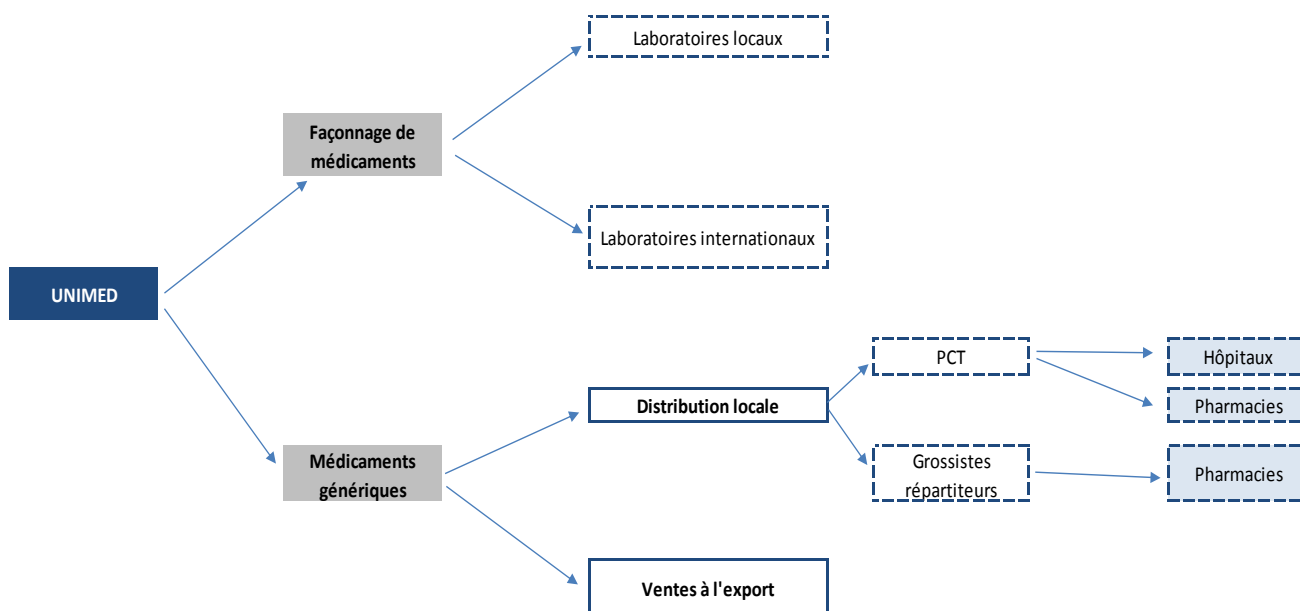 Laboratoires locaux
Façonnage de
médicaments
Laboratoires internationaux
UNIMED
PCT
Hôpitaux
Distribution locale
Pharmacies
Médicaments
génériques
Grossistes
répartiteurs
Pharmacies
Ventes à l'export